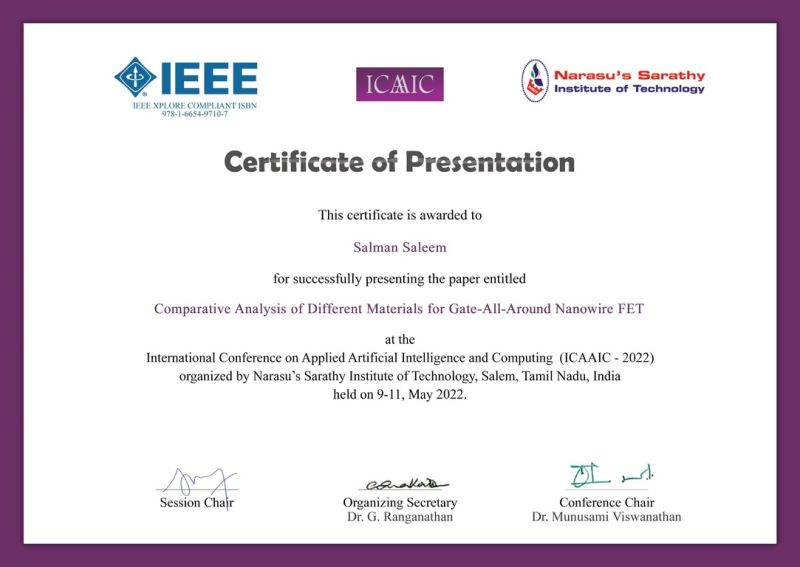 IEEE
IEEE XPLORE COMPLIANT ISBN
978-1-6654-9710-7
ICAAIC
Narasu's Sarathy
Institute of Technology
Certificate of Presentation
This certificate is awarded to
Salman Saleem
for successfully presenting the paper entitled
Comparative Analysis of Different Materials for Gate-All-Around Nanowire FET
at the
International Conference on Applied Artificial Intelligence and Computing (ICAAIC - 2022)
organized by Narasu's Sarathy Institute of Technology, Salem, Tamil Nadu, India
held on 9-11, May 2022.
Session Chair
Organizing Secretary
Dr. G. Ranganathan
Conference Chair
Dr. Munusami Viswanathan